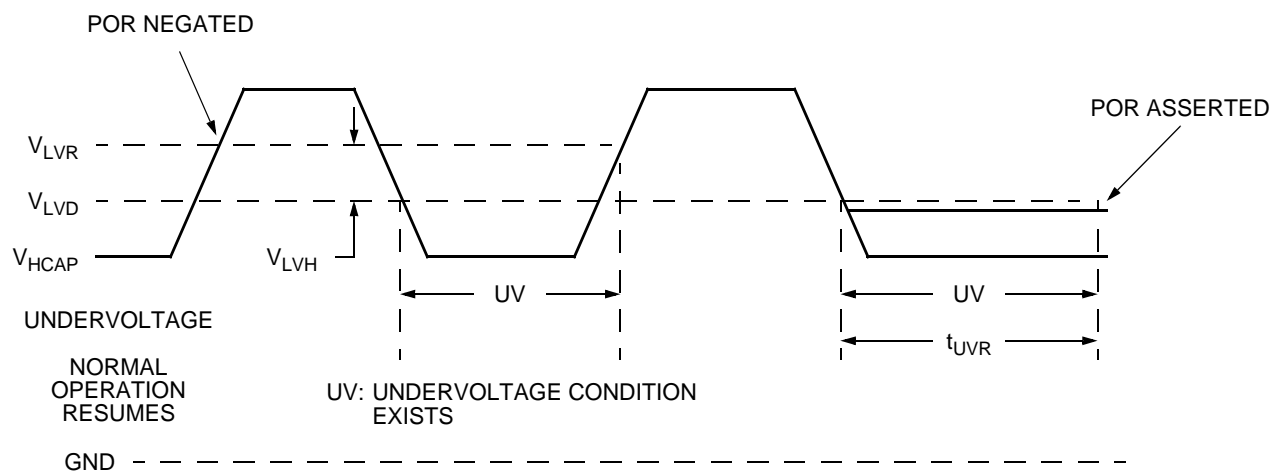 POR NEGATED
POR ASSERTED
VLVR
VLVD
VHCAP
VLVH
UV
UV
tUVR
UNDERVOLTAGE
NORMAL
OPERATION
RESUMES
UV: UNDERVOLTAGE CONDITION
EXISTS
GND